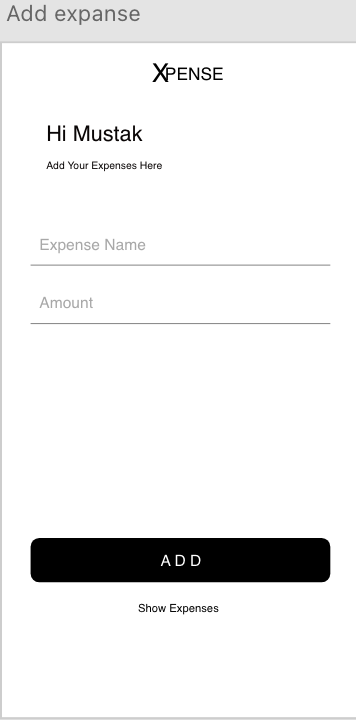 Add expanse
XPENSE
Hi Mustak
Add Your Expenses Here
Expense Name
Amount
ADD
Show Expenses